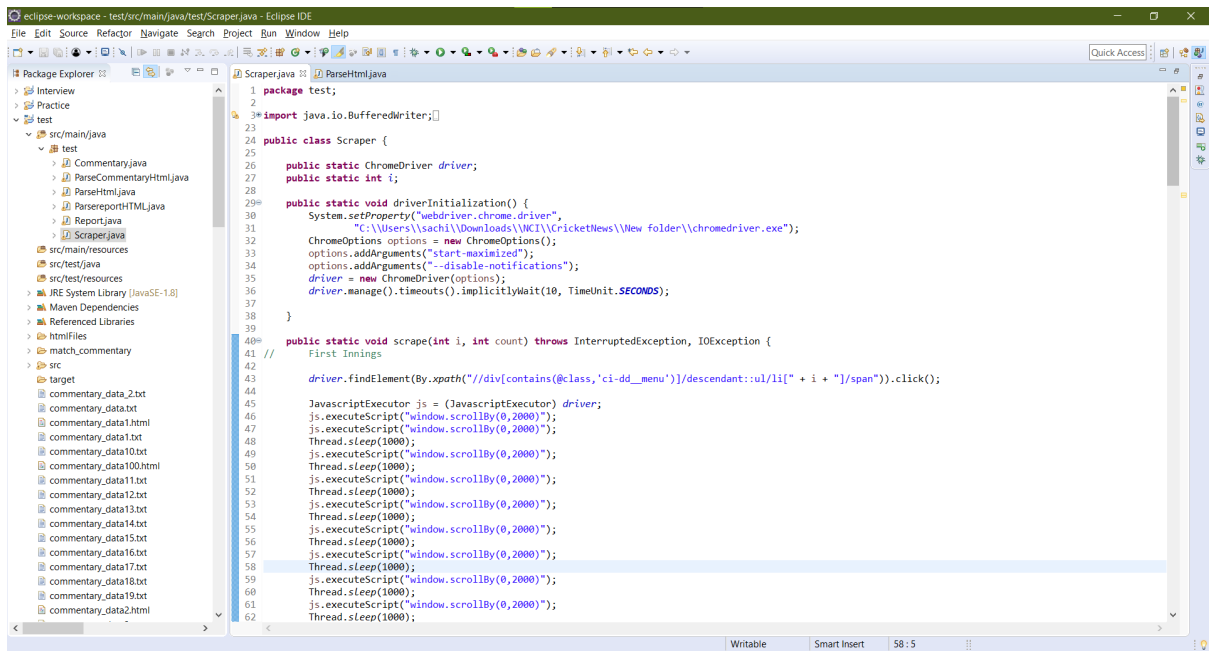 eclipse-workspace - test/src/main/java/test/Scraper.java - Eclipse IDE
File Edit Source Refactor Navigate Search Project Run Window Help
Quick Access
Package Explorer
Interview
Practice
test
src/main/java
test
Commentary.java
ParseCommentaryHtml.java
ParseHtml.java
ParsereportHTML.java
Report.java
Scraper.java
src/main/resources
src/test/java
src/test/resources
JRE System Library [JavaSE-1.8]
Maven Dependencies
Referenced Libraries
htmlFiles
match_commentary
src
target
commentary_data_2.txt
commentary_data.txt
commentary_data1.html
commentary_data1.txt
commentary_data10.txt
commentary_data100.html
commentary_data11.txt
commentary_data12.txt
commentary_data13.txt
commentary_data14.txt
commentary_data15.txt
commentary_data16.txt
commentary_data17.txt
commentary_data18.txt
commentary_data19.txt
commentary_data2.html
Scraper.java ParseHtml.java
1 package test;
2
3 import java.io.BufferedWriter;
23
24 public class Scraper {
25
26 public static ChromeDriver driver;
27 public static int i;
28
29 public static void driverInitialization() {
30 System.setProperty("webdriver.chrome.driver",
31 "C:\\Users\\sachi\\Downloads\\NCI\\CricketNews\\New folder\\chromedriver.exe");
32 ChromeOptions options = new ChromeOptions();
33 options.addArguments("start-maximized");
34 options.addArguments("--disable-notifications");
35 driver = new ChromeDriver(options);
36 driver.manage().timeouts().implicitlyWait(10, TimeUnit.SECONDS);
37
38 }
39
40 public static void scrape(int i, int count) throws InterruptedException, IOException {
41 // First Innings
42
43 driver.findElement(By.xpath("//div[contains(@class,'ci-dd__menu')]/descendant::ul/li[" + i + "]/span")).click();
44
45 JavascriptExecutor js = (JavascriptExecutor) driver;
46 js.executeScript("window.scrollBy(0,2000)");
47 js.executeScript("window.scrollBy(0,2000)");
48 Thread.sleep(1000);
49 js.executeScript("window.scrollBy(0,2000)");
50 Thread.sleep(1000);
51 js.executeScript("window.scrollBy(0,2000)");
52 Thread.sleep(1000);
53 js.executeScript("window.scrollBy(0,2000)");
54 Thread.sleep(1000);
55 js.executeScript("window.scrollBy(0,2000)");
56 Thread.sleep(1000);
57 js.executeScript("window.scrollBy(0,2000)");
58 Thread.sleep(1000);
59 js.executeScript("window.scrollBy(0,2000)");
60 Thread.sleep(1000);
61 js.executeScript("window.scrollBy(0,2000)");
62 Thread.sleep(1000);
Writable Smart Insert 58 : 5